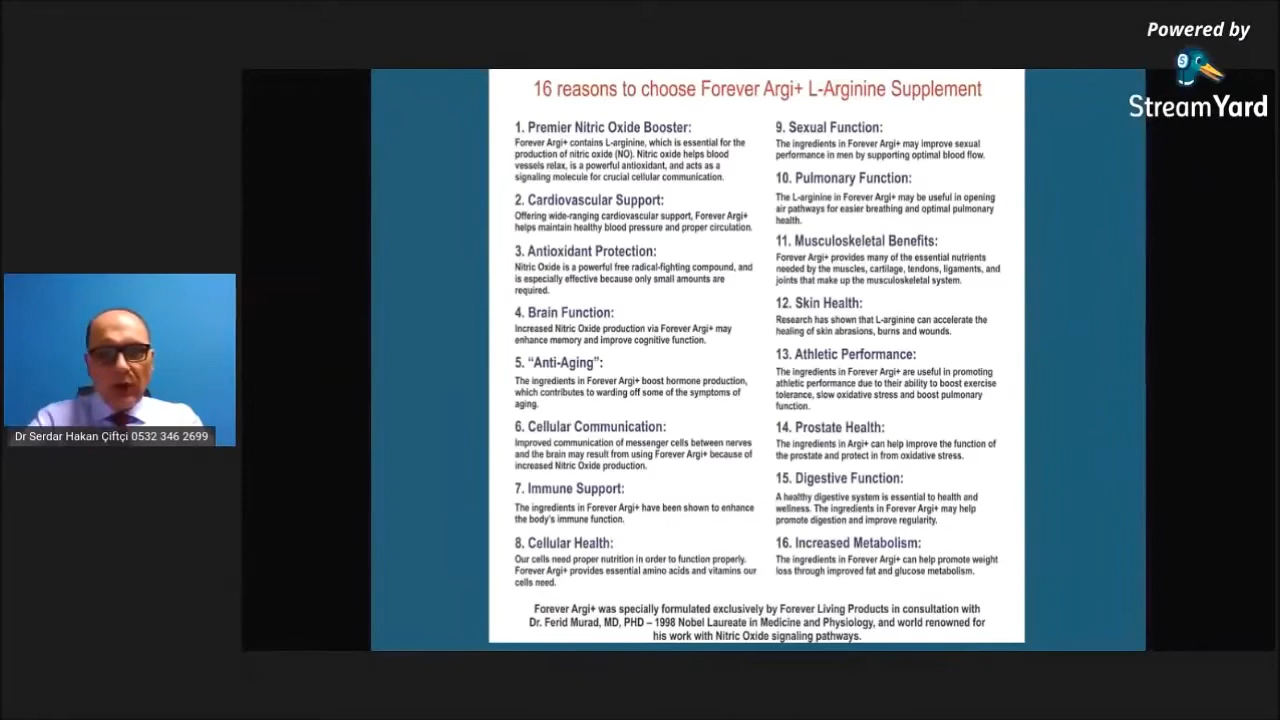 Powered by
StreamYard
16 reasons to choose Forever Argi+ L-Arginine Supplement
1. Premier Nitric Oxide Booster:
Forever Argi+ contains L-arginine, which is essential for the
production of nitric oxide (NO). Nitric oxide helps blood
vessels relax, is a powerful antioxidant, and acts as a
signaling molecule for crucial cellular communication.
2. Cardiovascular Support:
Offering wide-ranging cardiovascular support, Forever Argi+
helps maintain healthy blood pressure and proper circulation.
3. Antioxidant Protection:
Nitric Oxide is a powerful free radical-fighting compound, and
is especially effective because only small amounts are
required.
4. Brain Function:
Increased Nitric Oxide production via Forever Argi+ may
enhance memory and improve cognitive function.
5. “Anti-Aging”:
The ingredients in Forever Argi+ boost hormone production,
which contributes to warding off some of the symptoms of
aging.
6. Cellular Communication:
Improved communication of messenger cells between nerves
and the brain may result from using Forever Argi+ because of
increased Nitric Oxide production.
7. Immune Support:
The ingredients in Forever Argi+ have been shown to enhance
the body's immune function.
8. Cellular Health:
Our cells need proper nutrition in order to function properly.
Forever Argi+ provides essential amino acids and vitamins our
cells need.
9. Sexual Function:
The ingredients in Forever Argi+ may improve sexual
performance in men by supporting optimal blood flow.
10. Pulmonary Function:
The L-arginine in Forever Argi+ may be useful in opening
air pathways for easier breathing and optimal pulmonary
health.
11. Musculoskeletal Benefits:
Forever Argi+ provides many of the essential nutrients
needed by the muscles, cartilage, tendons, ligaments, and
joints that make up the musculoskeletal system.
12. Skin Health:
Research has shown that L-arginine can accelerate the
healing of skin abrasions, burns and wounds.
13. Athletic Performance:
The ingredients in Forever Argi+ are useful in promoting
athletic performance due to their ability to boost exercise
tolerance, slow oxidative stress and boost pulmonary
function.
14. Prostate Health:
The ingredients in Argi+ can help improve the function of
the prostate and protect in from oxidative stress.
15. Digestive Function:
A healthy digestive system is essential to health and
wellness. The ingredients in Forever Argi+ may help
promote digestion and improve regularity.
16. Increased Metabolism:
The ingredients in Forever Argi+ can help promote weight
loss through improved fat and glucose metabolism.
Forever Argi+ was specially formulated exclusively by Forever Living Products in consultation with
Dr. Ferid Murad, MD, PHD – 1998 Nobel Laureate in Medicine and Physiology, and world renowned for
his work with Nitric Oxide signaling pathways.
Dr Serdar Hakan Çiftçi 0532 346 2699